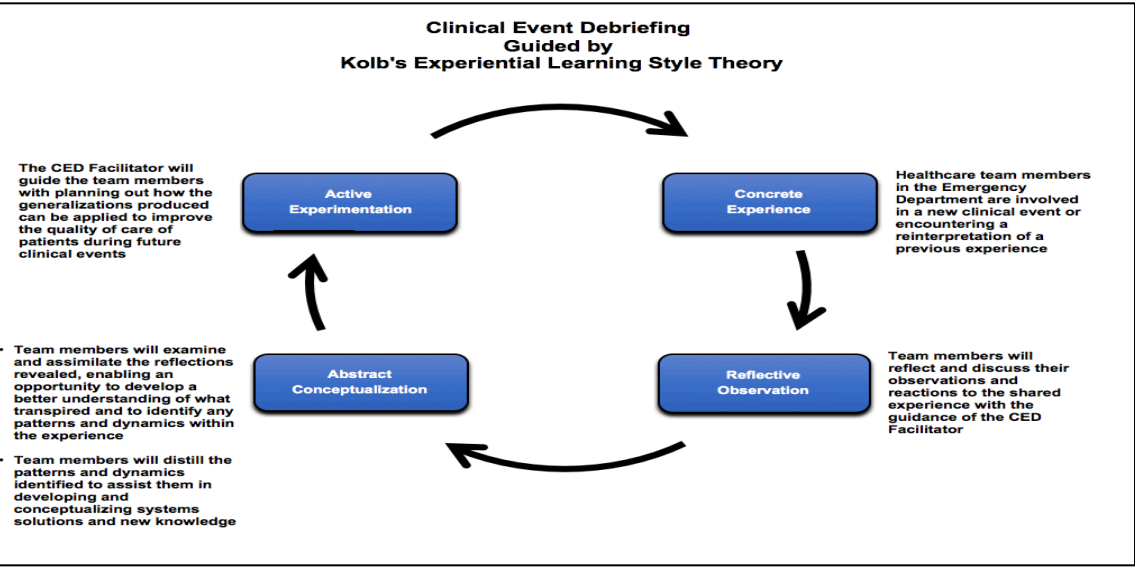 Clinical Event Debriefing
Guided by
Kolb's Experiential Learning Style Theory
The CED Facilitator will
guide the team members
with planning out how the
generalizations produced
can be applied to improve
the quality of care of
patients during future
clinical events
Active
Experimentation
Concrete
Experience
Healthcare team members
in the Emergency
Department are involved
in a new clinical event or
encountering a
reinterpretation of a
previous experience
• Team members will examine
and assimilate the reflections
revealed, enabling an
opportunity to develop a
better understanding of what
transpired and to identify any
patterns and dynamics within
the experience
• Team members will distill the
patterns and dynamics
identified to assist them in
developing and
conceptualizing systems
solutions and new knowledge
Abstract
Conceptualization
Reflective
Observation
Team members will
reflect and discuss their
observations and
reactions to the shared
experience with the
guidance of the CED
Facilitator